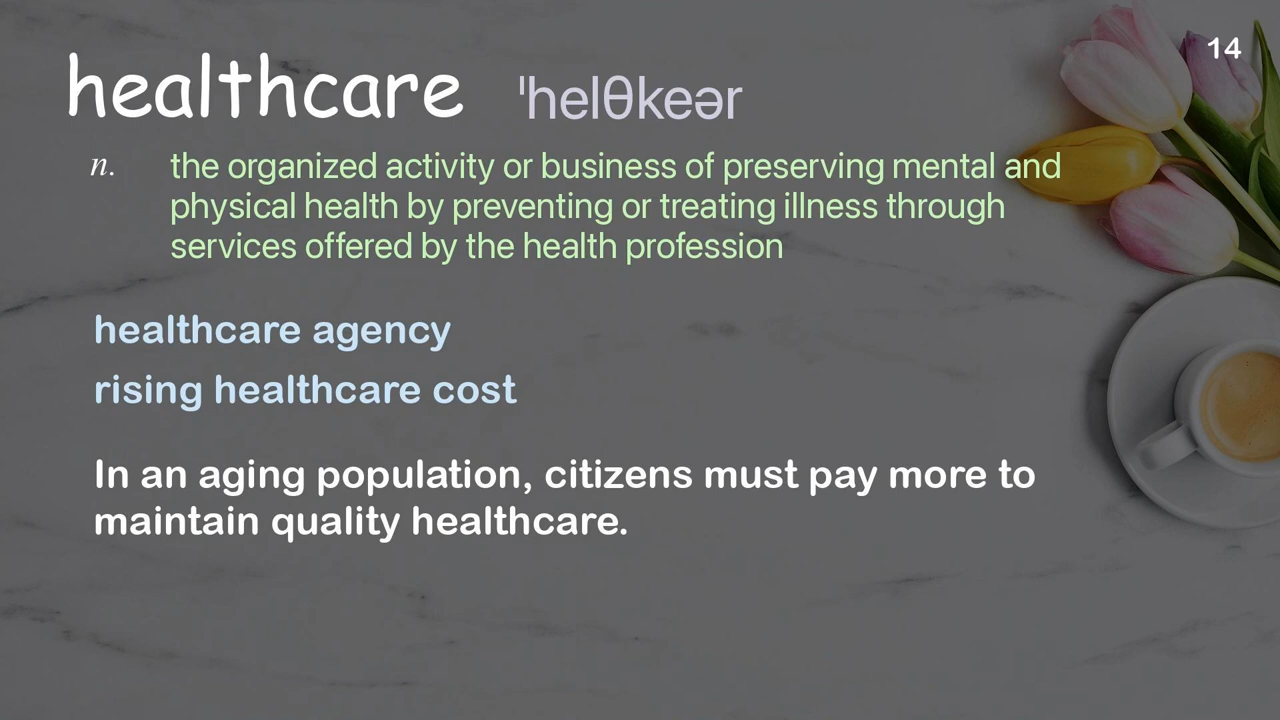 14
healthcare ˈhelθkeər
n. the organized activity or business of preserving mental and
physical health by preventing or treating illness through
services offered by the health profession
healthcare agency
rising healthcare cost
In an aging population, citizens must pay more to
maintain quality healthcare.